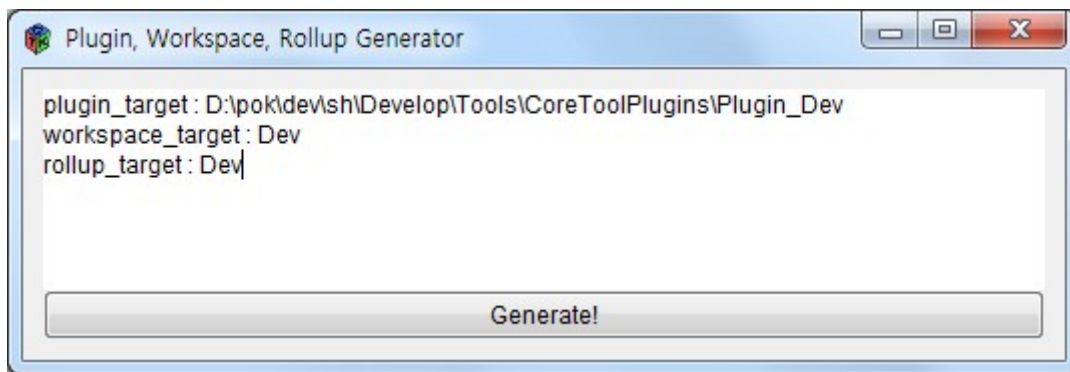 Plugin, Workspace, Rollup Generator
plugin_target : D:\pok\dev\sh\Develop\Tools\CoreToolPlugins\Plugin_Dev
workspace_target : Dev
rollup_target : Dev
Generate!